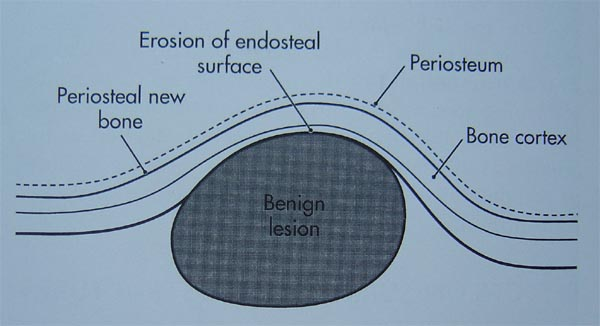 Erosion of endosteal
surface
Periosteum
Periosteal new
bone
Bone cortex
Benign
lesion